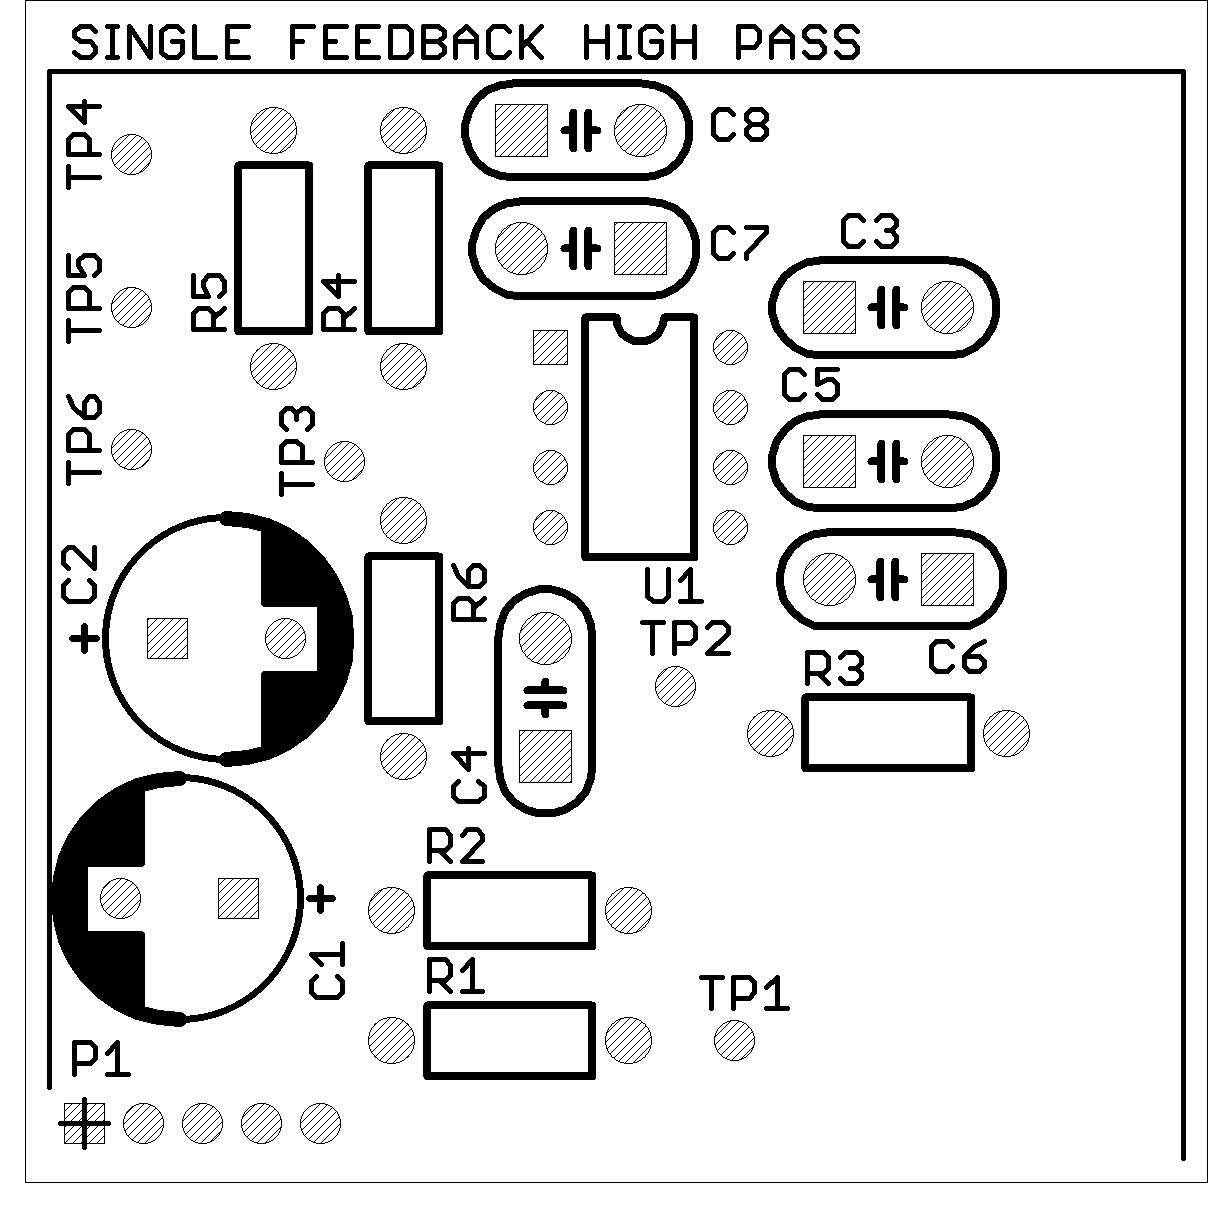 SINGLE FEEDBACK HIGH PASS
TP4
C8
C7
C3
TP5
R5
R4
C5
TP6
TP3
C2
+
R6
U1
TP2
C6
R3
C4
R2
+
C1
R1
TP1
P1